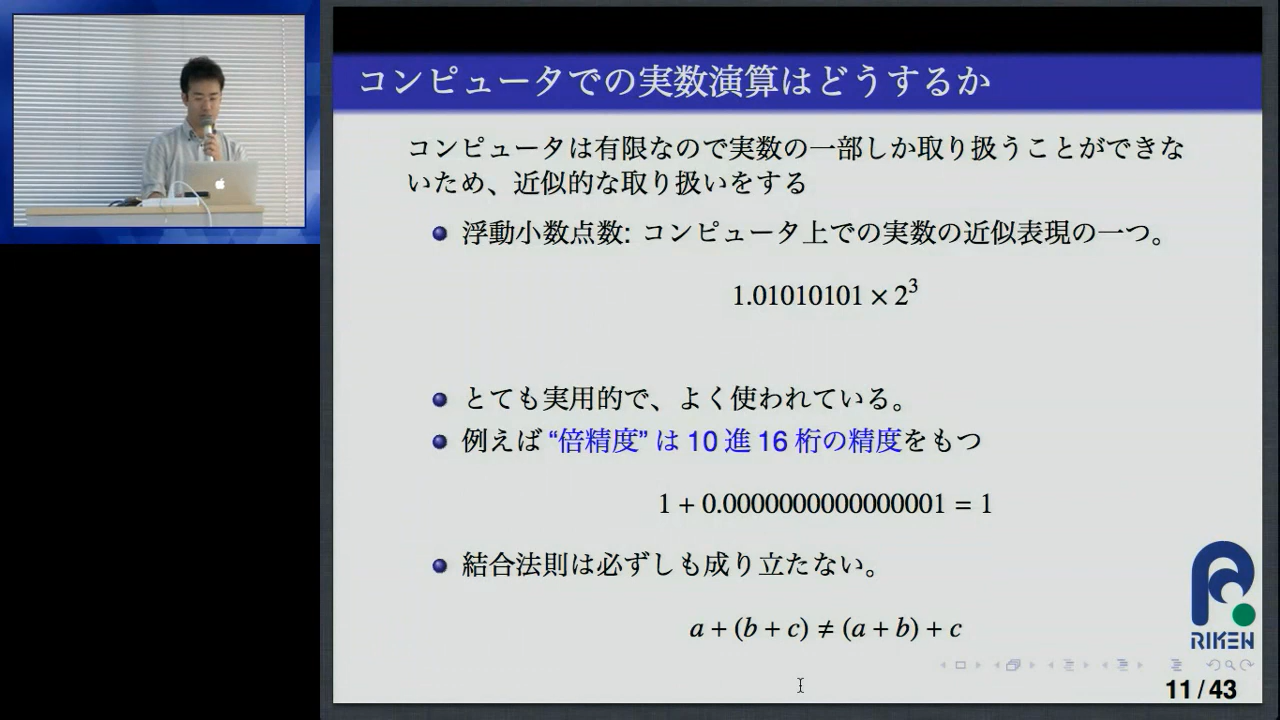 コンピュータでの実数演算はどうするか
コンピュータは有限なので実数の一部しか取り扱うことができな
いため、近似的な取り扱いをする
浮動小数点数: コンピュータ上での実数の近似表現の一つ。
1.01010101 × 2³
とても実用的で、よく使われている。
例えば “倍精度” は 10 進 16 桁の精度をもつ
1 + 0.0000000000000001 = 1
結合法則は必ずしも成り立たない。
a + (b + c) ≠ (a + b) + c
RIKEN
11 / 43